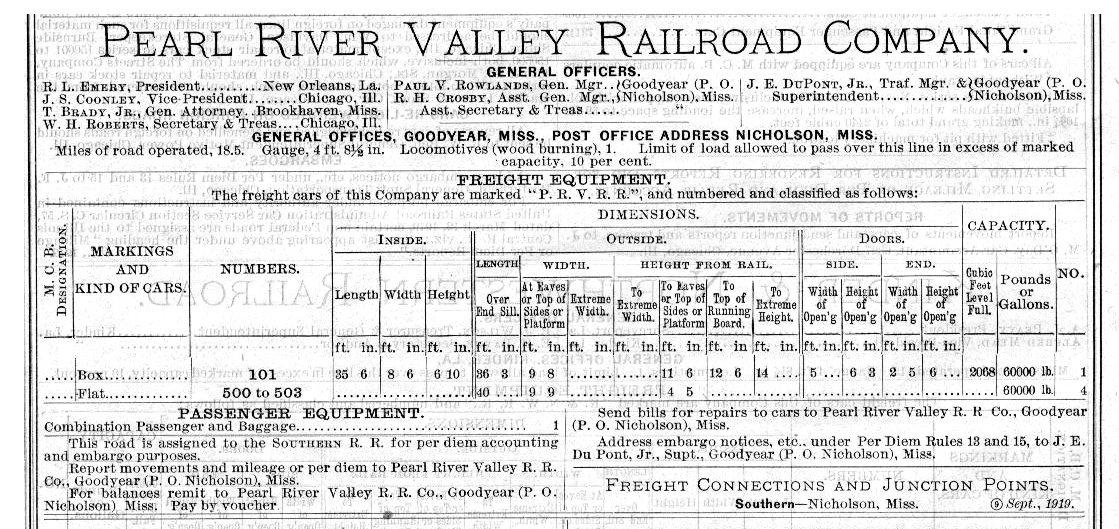 PEARL RIVER VALLEY RAILROAD COMPANY.
GENERAL OFFICERS.
R. L. EMERY, President..........New Orleans, La.
J. S. COONLEY, Vice-President.....Chicago, Ill.
T. BRADY, Jr., Gen. Attorney..Brookhaven, Miss.
W. H. ROBERTS, Secretary & Treas....Chicago, Ill.
PAUL V. ROWLANDS, Gen. Mgr..{Goodyear (P. O.
R. H. CROSBY, Asst. Gen. Mgr.,{Nicholson), Miss.
Asst. Secretary & Treas...... "
J. E. DUPONT, JR., Traf. Mgr. &{Goodyear (P. O.
Superintendent..............{Nicholson), Miss.
GENERAL OFFICES, GOODYEAR, MISS., POST OFFICE ADDRESS NICHOLSON, MISS.
Miles of road operated, 18.5. Gauge, 4 ft. 8½ in. Locomotives (wood burning), 1. Limit of load allowed to pass over this line in excess of marked
capacity, 10 per cent.
FREIGHT EQUIPMENT.
The freight cars of this Company are marked "P. R. V. R. R.", and numbered and classified as follows:
M. C. B. DESIGNATION.
MARKINGS AND KIND OF CARS.
NUMBERS.
DIMENSIONS.
CAPACITY.
NO.
INSIDE. OUTSIDE. DOORS.
LENGTH WIDTH. HEIGHT FROM RAIL. SIDE. END.
Length Width Height Over End Sill. At Eaves or Top of Sides or Platform Extreme Width. To Extreme Width. To Eaves or Top of Sides or Platform To Top of Running Board. To Extreme Height. Width of Open'g Height of Open'g Width of Open'g Height of Open'g Cubic Feet Level Full. Pounds or Gallons.
ft. in. ft. in. ft. in. ft. in. ft. in. ft. in. ft. in. ft. in. ft. in. ft. in. ft. in. ft. in. ft. in. ft. in.
.....Box............ 101 35 6 8 6 6 10 36 8 9 8 ...... ...... 11 6 12 6 14 .. 5 ... 6 3 2 5 6 ... 2068 60000 lb. 1
.....Flat........... 500 to 503 ...... ...... ...... 40 ... 9 9 ...... ...... 4 5 ...... ...... ...... ...... ...... ...... ...... 60000 lb. 4
PASSENGER EQUIPMENT.
Combination Passenger and Baggage............................ 1
This road is assigned to the SOUTHERN R. R. for per diem accounting
and embargo purposes.
Report movements and mileage or per diem to Pearl River Valley R. R.
Co., Goodyear (P. O. Nicholson), Miss.
For balances remit to Pearl River Valley R. R. Co., Goodyear (P. O.
Nicholson) Miss. Pay by voucher.
Send bills for repairs to cars to Pearl River Valley R. R Co., Goodyear
(P. O. Nicholson), Miss.
Address embargo notices, etc.. under Per Diem Rules 13 and 15, to J. E.
Du Pont, Jr., Supt., Goodyear (P. O. Nicholson), Miss.
FREIGHT CONNECTIONS AND JUNCTION POINTS.
Southern—Nicholson, Miss.
⑨ Sept., 1919.